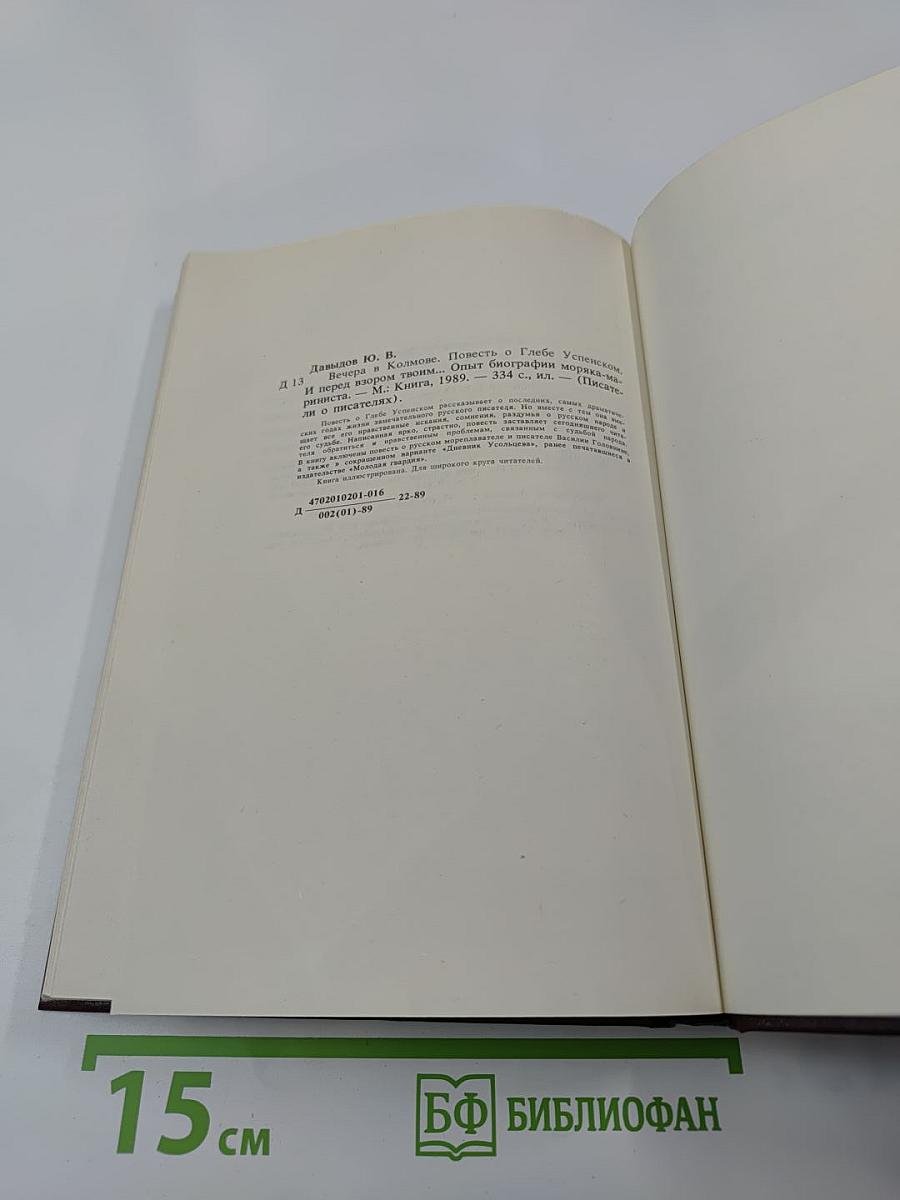 Давыдов Ю. В.
Д 13 Вечера в Колмове. Повесть о Глебе Успенском.
И перед взором твоим... Опыт биографии моряка-ма-
риниста. — М.: Книга, 1989. — 334 с., ил. — (Писате-
ли о писателях).
Повесть о Глебе Успенском рассказывает о последних, самых драматиче-
ских годах жизни замечательного русского писателя. Но вместе с тем она вме-
щает все его нравственные искания, сомнения, раздумья о русском народе и
его судьбе. Написанная ярко, страстно, повесть заставляет сегодняшнего чита-
теля обратиться к нравственным проблемам, связанным с судьбой народа.
В книгу включены повесть о русском мореплавателе и писателе Василии Головнине,
а также в сокращенном варианте «Дневник Усольцева», ранее печатавшиеся в
издательстве «Молодая гвардия».
Книга иллюстрирована. Для широкого круга читателей.
Д 4702010201-016 22-89
002(01)-89
15 см
БФ БИБЛИОФАН